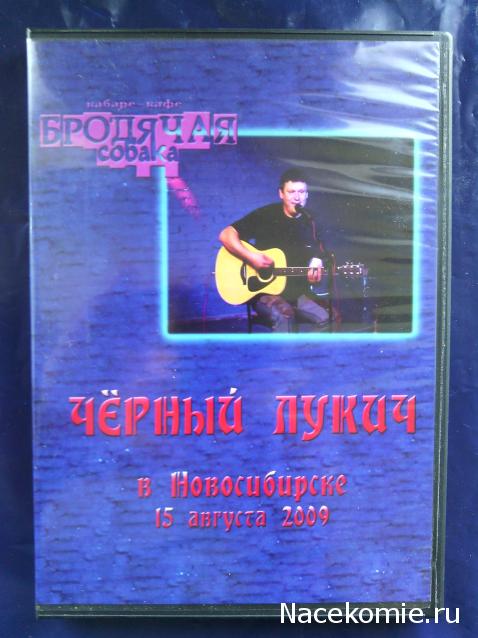 кабаре-кафе
БРОДЯЧАЯ
собака
ЧЁРНЫЙ ЛУКИЧ
в Новосибирске
15 августа 2009
Nacekomie.ru